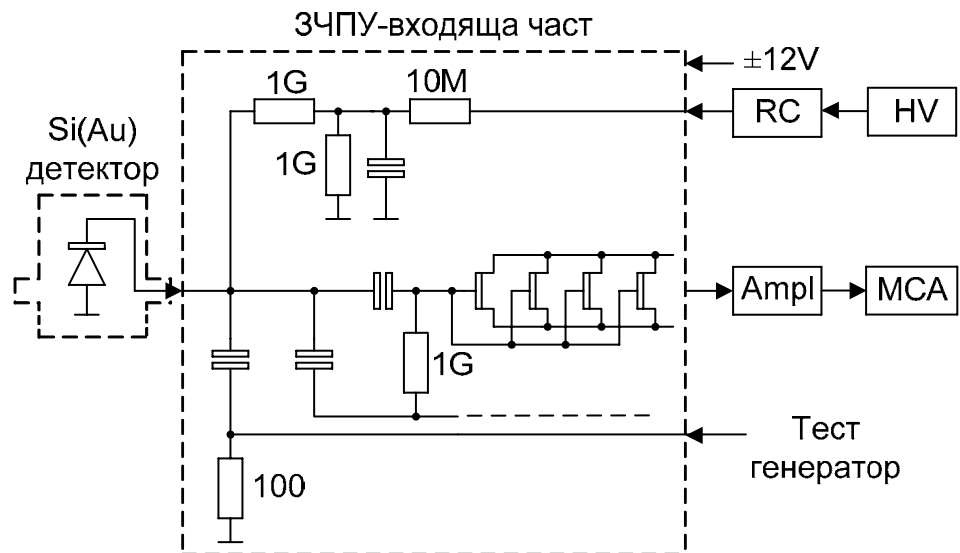 ЗЧПУ-входяща част
±12V
1G
10M
RC
HV
Si(Au)
детектор
1G
Ampl
MCA
1G
Тест
генератор
100